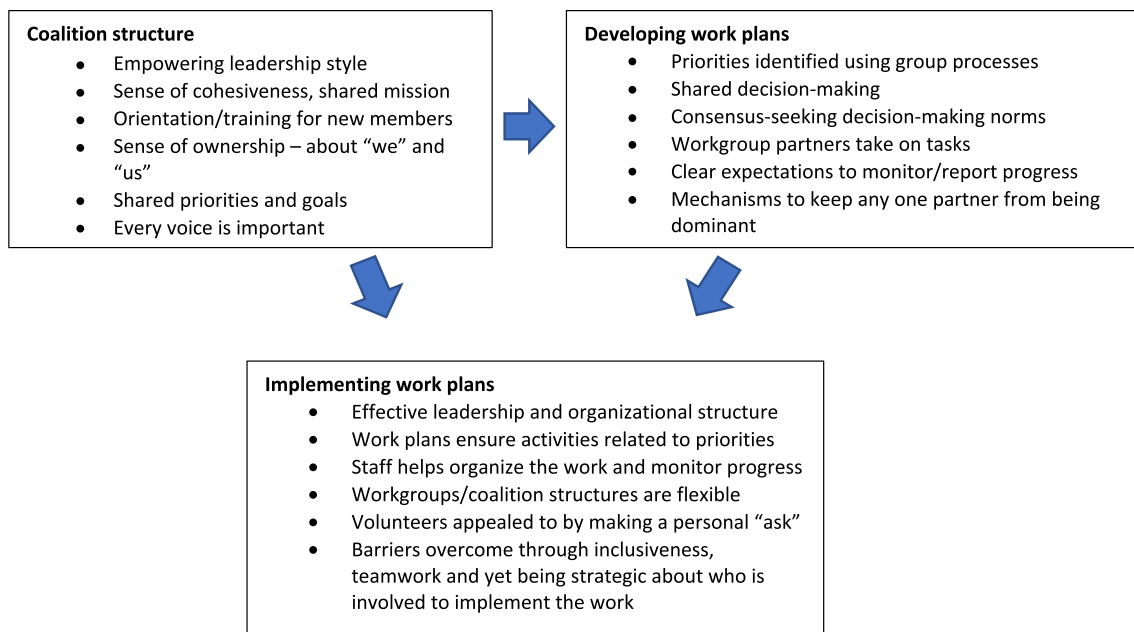 Coalition structure
● Empowering leadership style
● Sense of cohesiveness, shared mission
● Orientation/training for new members
● Sense of ownership – about “we” and
“us”
● Shared priorities and goals
● Every voice is important
Developing work plans
● Priorities identified using group processes
● Shared decision-making
● Consensus-seeking decision-making norms
● Workgroup partners take on tasks
● Clear expectations to monitor/report progress
● Mechanisms to keep any one partner from being
dominant
Implementing work plans
● Effective leadership and organizational structure
● Work plans ensure activities related to priorities
● Staff helps organize the work and monitor progress
● Workgroups/coalition structures are flexible
● Volunteers appealed to by making a personal “ask”
● Barriers overcome through inclusiveness,
teamwork and yet being strategic about who is
involved to implement the work